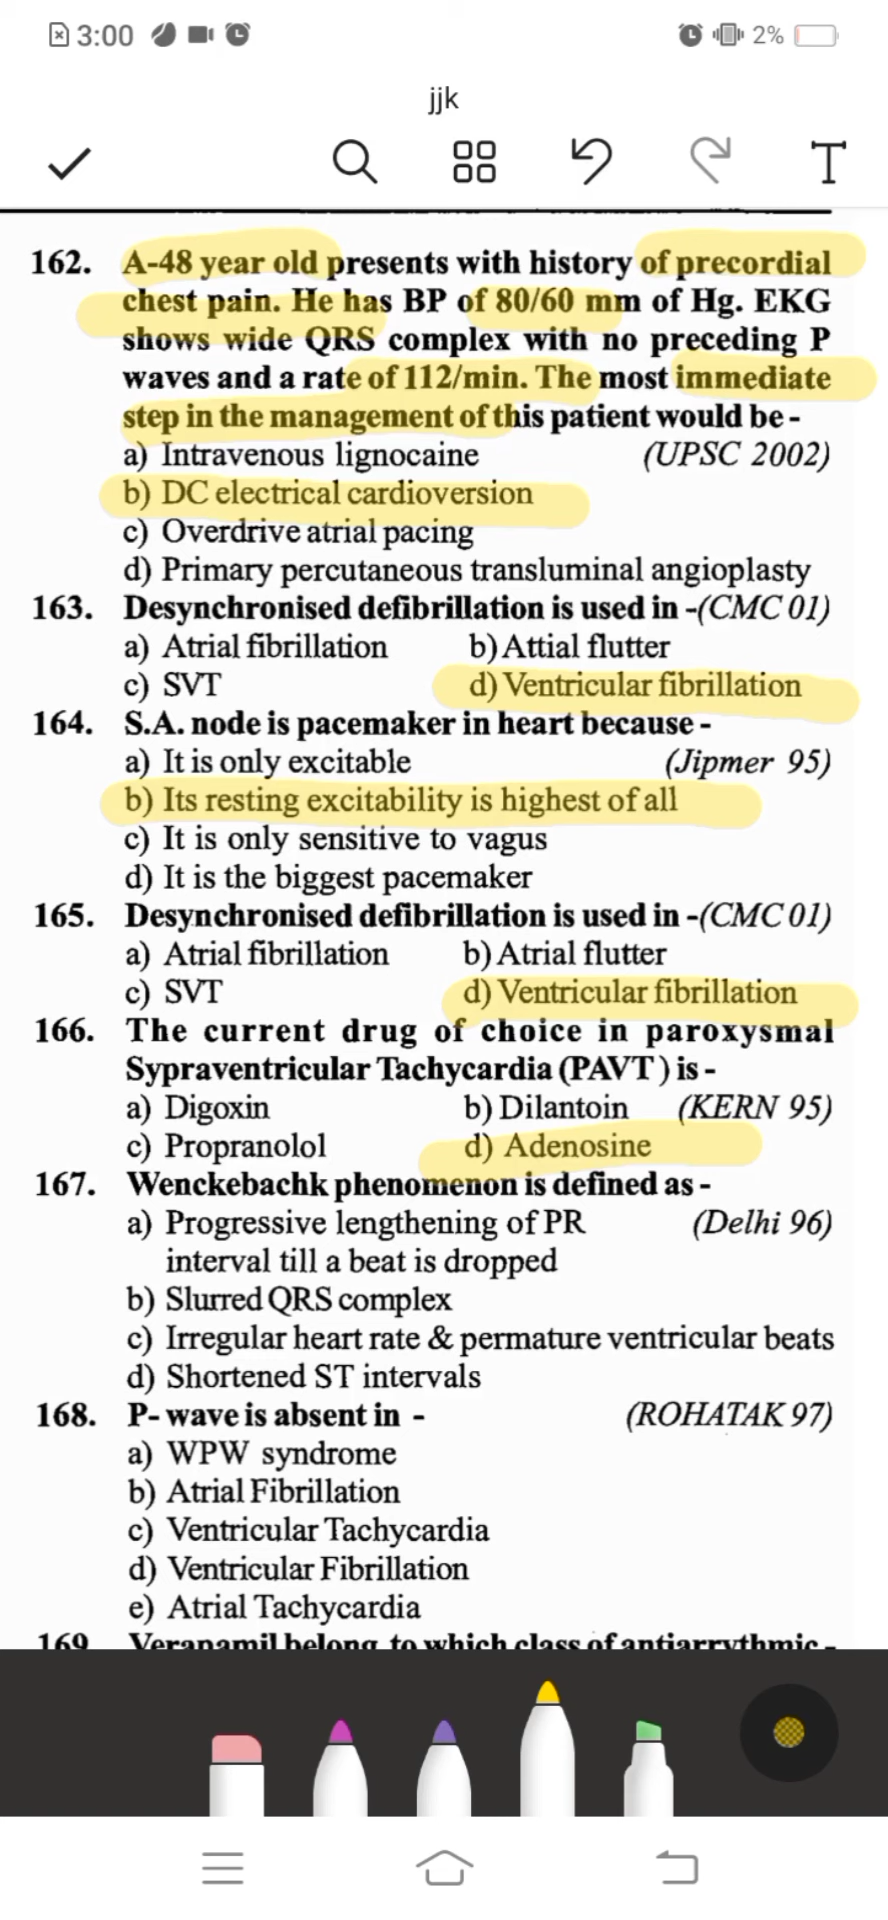 3:00
2%
jjk
T
162. A-48 year old presents with history of precordial
chest pain. He has BP of 80/60 mm of Hg. EKG
shows wide QRS complex with no preceding P
waves and a rate of 112/min. The most immediate
step in the management of this patient would be -
a) Intravenous lignocaine (UPSC 2002)
b) DC electrical cardioversion
c) Overdrive atrial pacing
d) Primary percutaneous transluminal angioplasty
163. Desynchronised defibrillation is used in -(CMC 01)
a) Atrial fibrillation b) Attial flutter
c) SVT d) Ventricular fibrillation
164. S.A. node is pacemaker in heart because -
a) It is only excitable (Jipmer 95)
b) Its resting excitability is highest of all
c) It is only sensitive to vagus
d) It is the biggest pacemaker
165. Desynchronised defibrillation is used in -(CMC 01)
a) Atrial fibrillation b) Atrial flutter
c) SVT d) Ventricular fibrillation
166. The current drug of choice in paroxysmal
Sypraventricular Tachycardia (PAVT) is -
a) Digoxin b) Dilantoin (KERN 95)
c) Propranolol d) Adenosine
167. Wenckebachk phenomenon is defined as -
a) Progressive lengthening of PR (Delhi 96)
interval till a beat is dropped
b) Slurred QRS complex
c) Irregular heart rate & permature ventricular beats
d) Shortened ST intervals
168. P- wave is absent in - (ROHATAK 97)
a) WPW syndrome
b) Atrial Fibrillation
c) Ventricular Tachycardia
d) Ventricular Fibrillation
e) Atrial Tachycardia
169 Verapamil belong to which class of antiarrythmic -